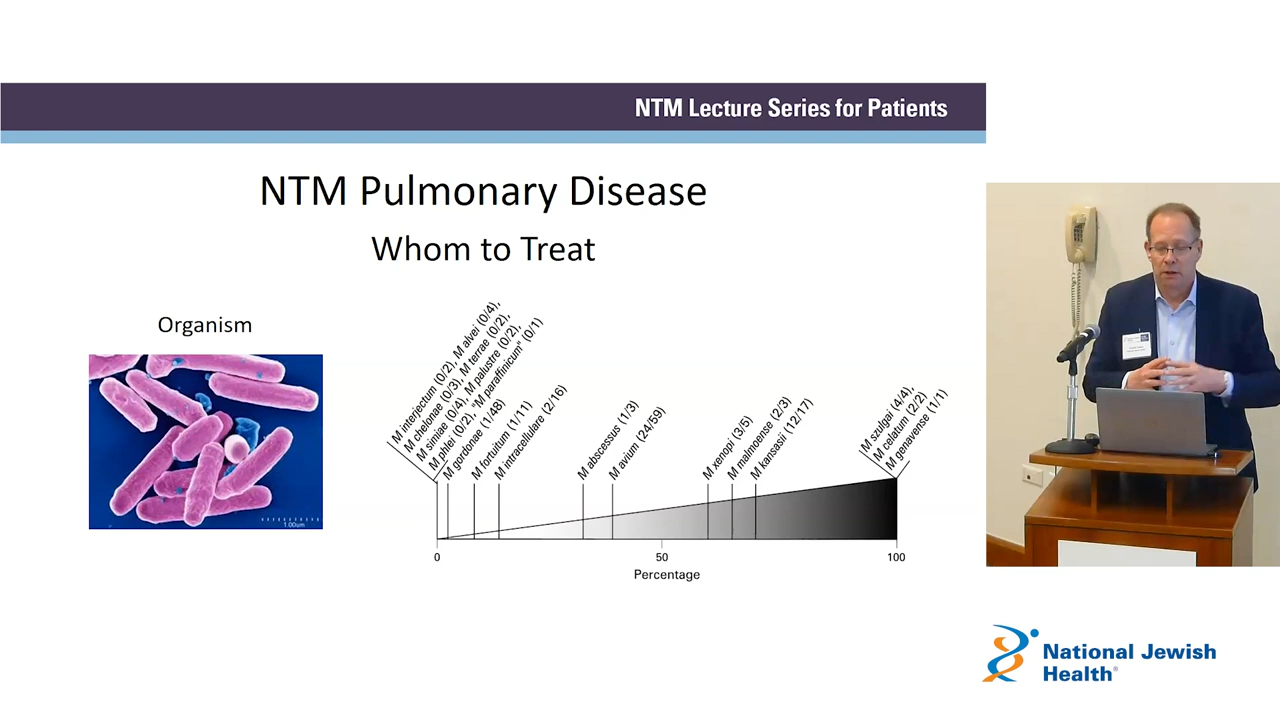 NTM Lecture Series for Patients
NTM Pulmonary Disease
Whom to Treat
Organism
1.00um
M interjectum (0/2), M alvei (0/4),
M chelonae (0/3), M terrae (0/2),
M simiae (0/4), M palustre (0/2),
M phlei (0/2), "M paraffinicum" (0/1)
M gordonae (1/48)
M fortuitum (1/11)
M intracellulare (2/16)
M abscessus (1/3)
M avium (24/59)
M xenopi (3/5)
M malmoense (2/3)
M kansasii (12/17)
M szulgai (4/4),
M celatum (2/2)
M genavense (1/1)
0
50
100
Percentage
National Jewish
Health®